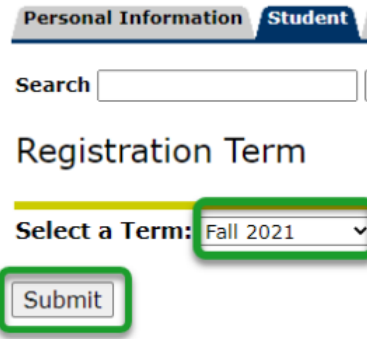 Personal Information Student
Search
Registration Term
Select a Term: Fall 2021
Submit